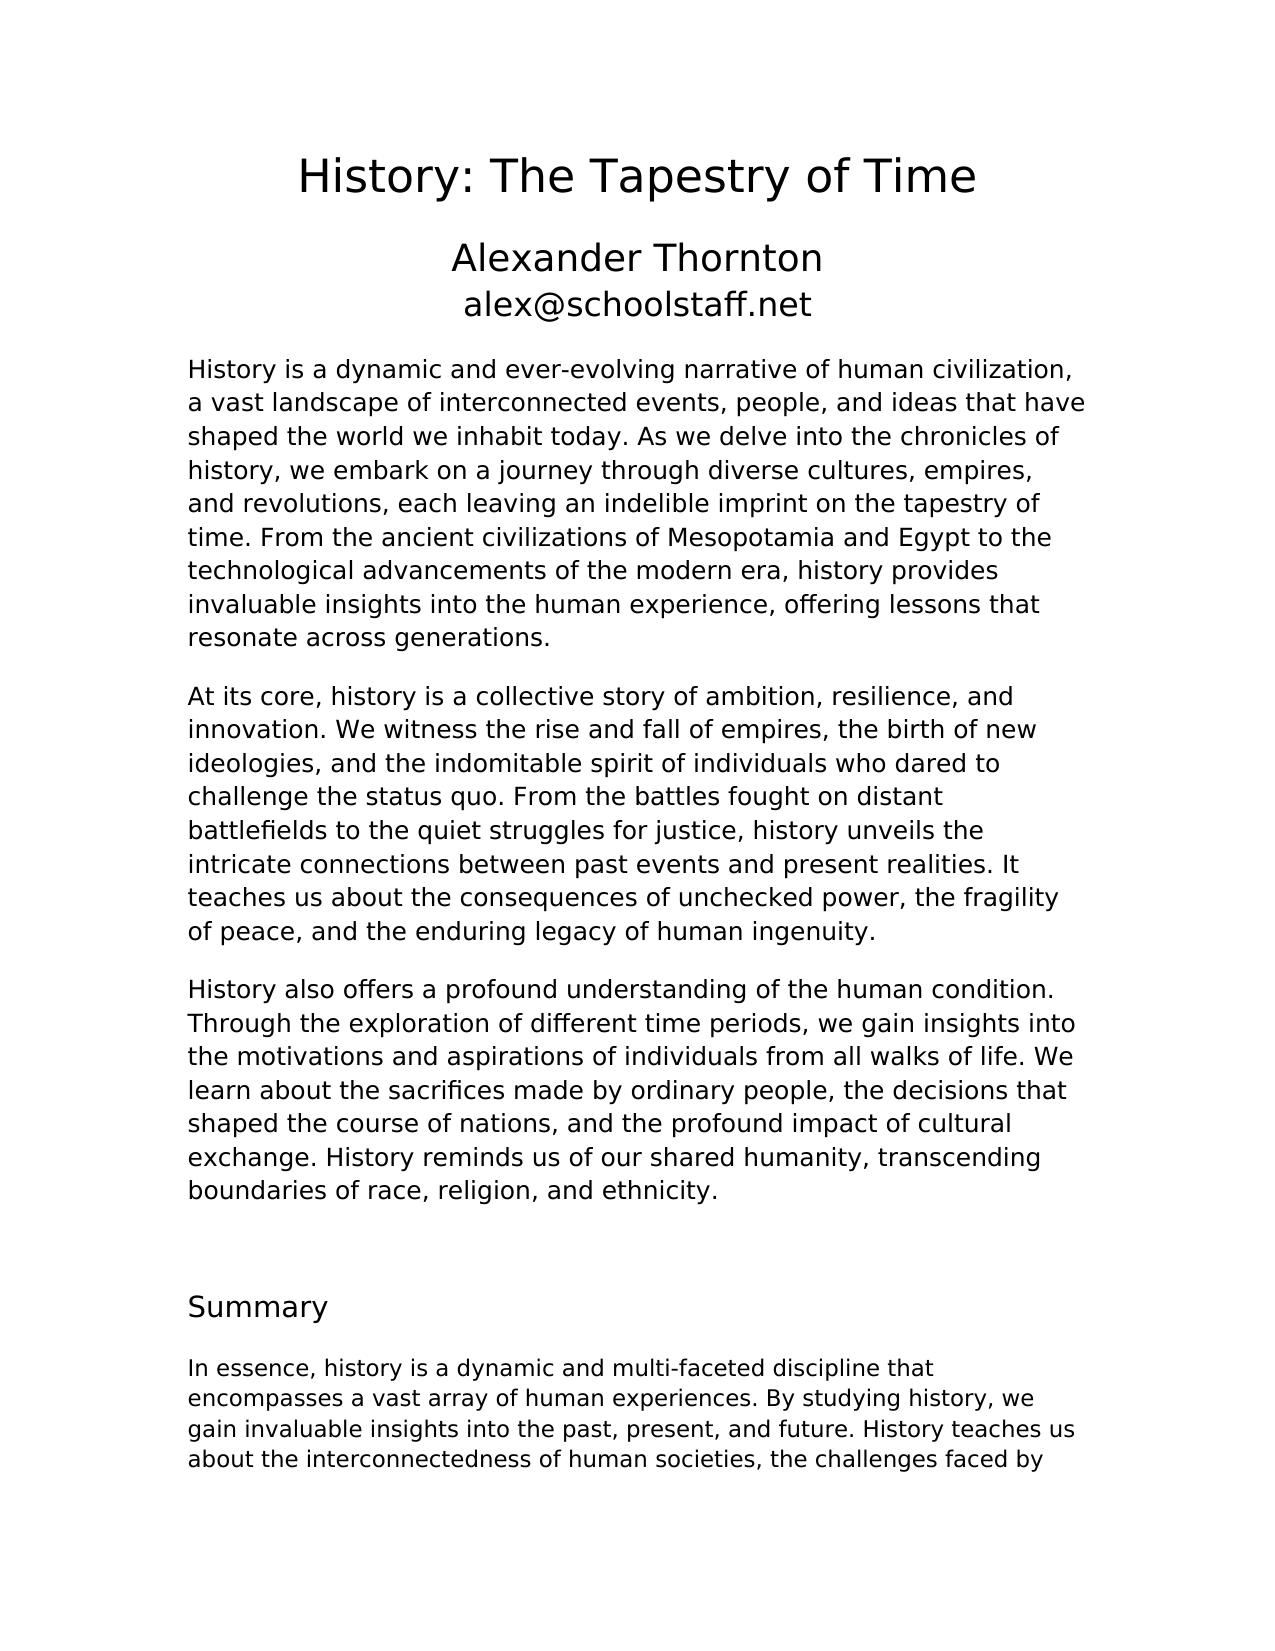 History: The Tapestry of Time
Alexander Thornton
alex@schoolstaff.net
History is a dynamic and ever-evolving narrative of human civilization,
a vast landscape of interconnected events, people, and ideas that have
shaped the world we inhabit today. As we delve into the chronicles of
history, we embark on a journey through diverse cultures, empires,
and revolutions, each leaving an indelible imprint on the tapestry of
time. From the ancient civilizations of Mesopotamia and Egypt to the
technological advancements of the modern era, history provides
invaluable insights into the human experience, offering lessons that
resonate across generations.
At its core, history is a collective story of ambition, resilience, and
innovation. We witness the rise and fall of empires, the birth of new
ideologies, and the indomitable spirit of individuals who dared to
challenge the status quo. From the battles fought on distant
battlefields to the quiet struggles for justice, history unveils the
intricate connections between past events and present realities. It
teaches us about the consequences of unchecked power, the fragility
of peace, and the enduring legacy of human ingenuity.
History also offers a profound understanding of the human condition.
Through the exploration of different time periods, we gain insights into
the motivations and aspirations of individuals from all walks of life. We
learn about the sacrifices made by ordinary people, the decisions that
shaped the course of nations, and the profound impact of cultural
exchange. History reminds us of our shared humanity, transcending
boundaries of race, religion, and ethnicity.
Summary
In essence, history is a dynamic and multi-faceted discipline that
encompasses a vast array of human experiences. By studying history, we
gain invaluable insights into the past, present, and future. History teaches us
about the interconnectedness of human societies, the challenges faced by